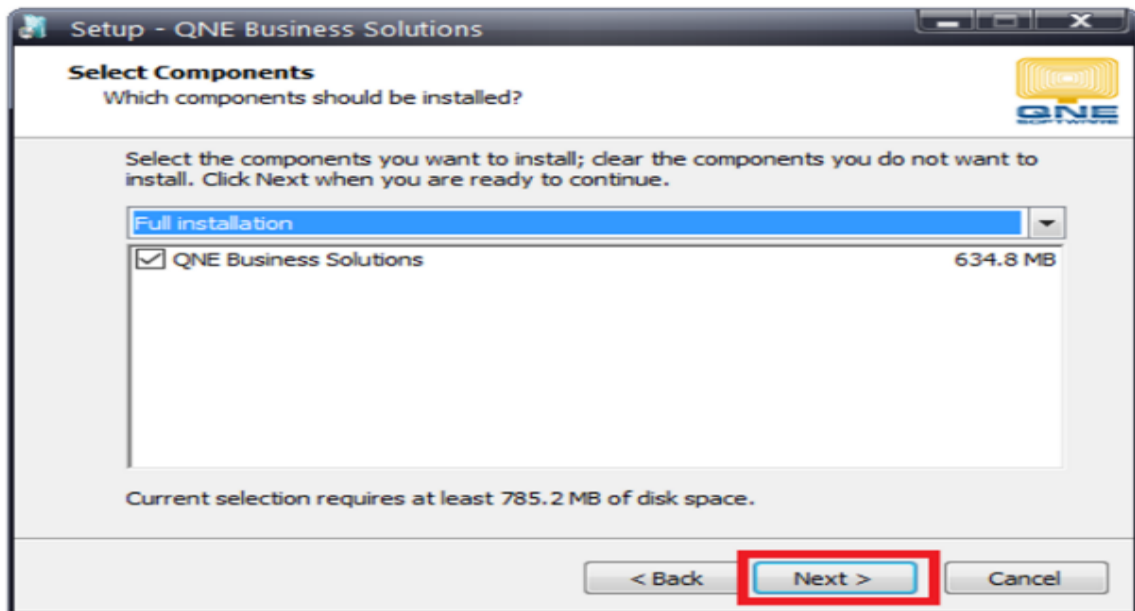 Setup - QNE Business Solutions
Select Components
Which components should be installed?
QNE
SOFTWARE
Select the components you want to install; clear the components you do not want to
install. Click Next when you are ready to continue.
Full installation
QNE Business Solutions 634.8 MB
Current selection requires at least 785.2 MB of disk space.
< Back Next > Cancel